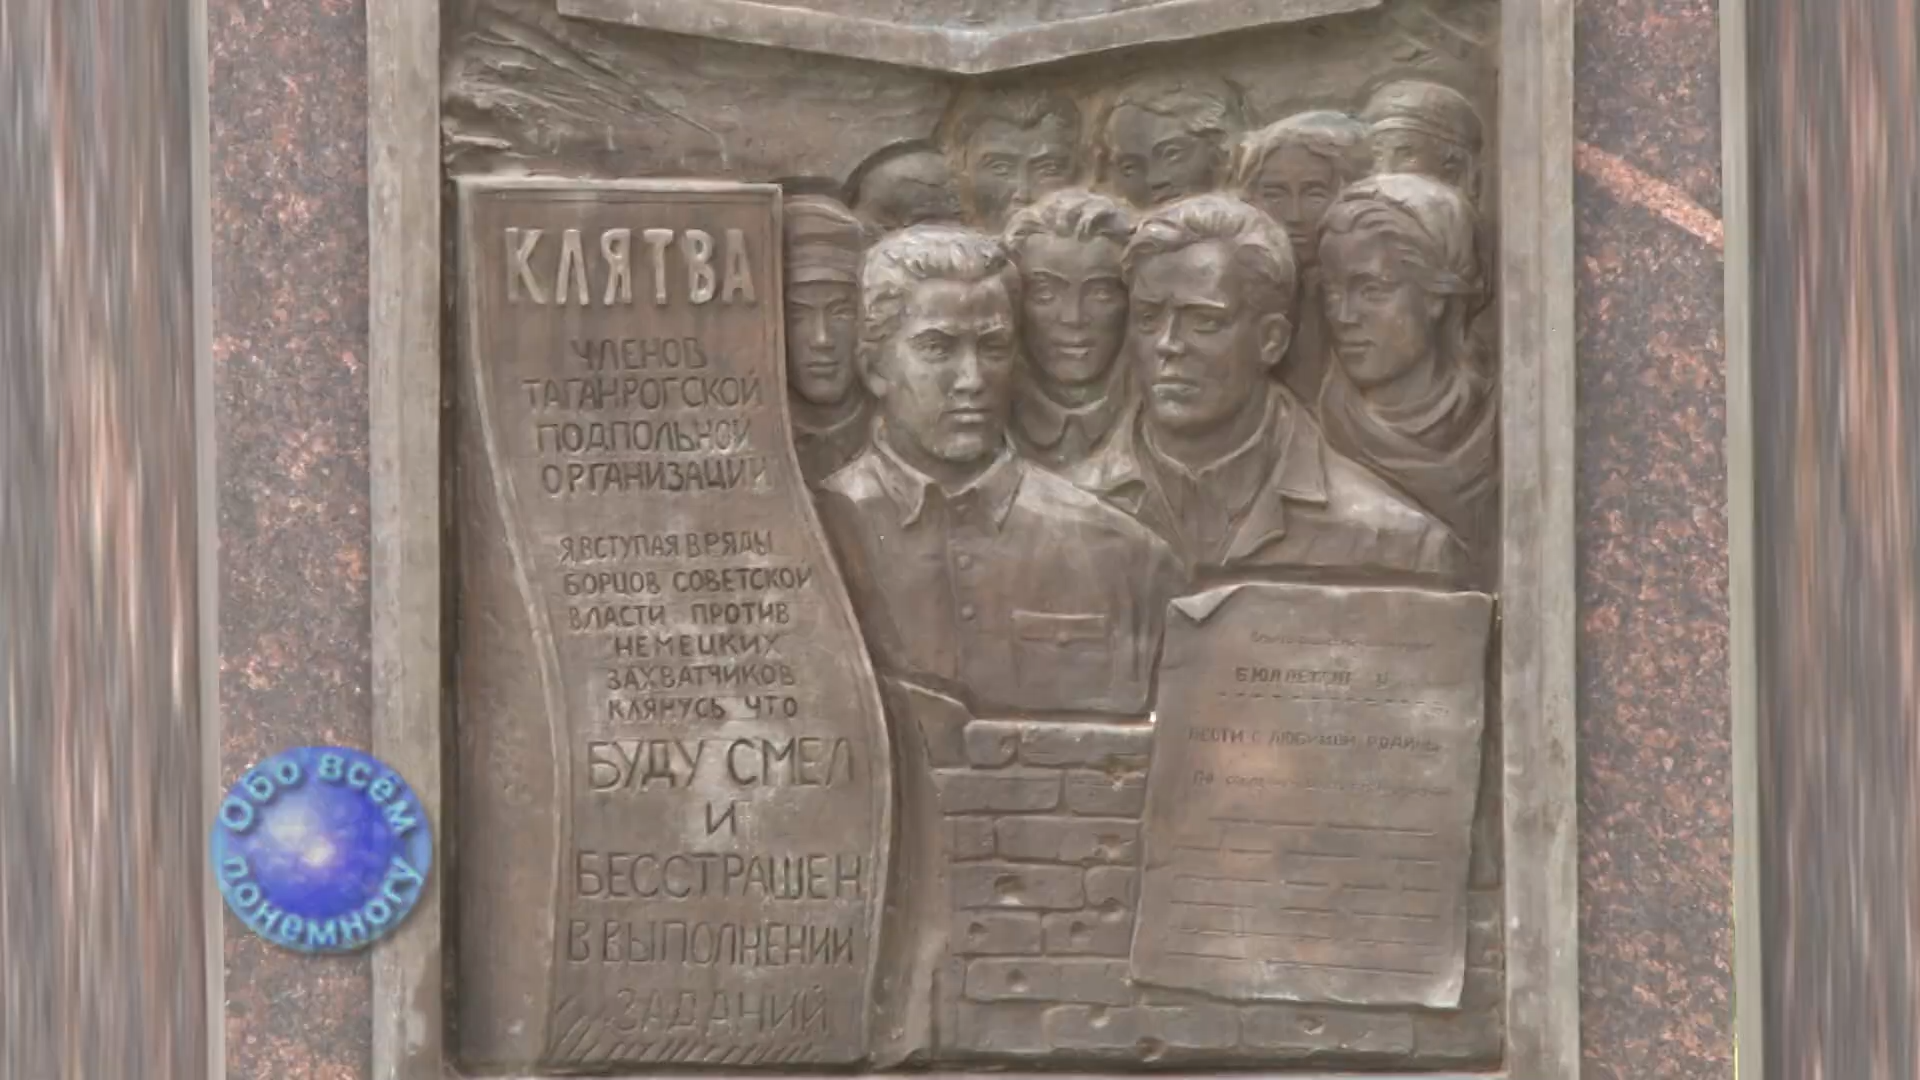 КЛЯТВА
ЧЛЕНОВ
ТАГАНРОГСКОЙ
ПОДПОЛЬНОЙ
ОРГАНИЗАЦИИ
Я, ВСТУПАЯ В РЯДЫ
БОРЦОВ СОВЕТСКОЙ
ВЛАСТИ ПРОТИВ
НЕМЕЦКИХ
ЗАХВАТЧИКОВ
КЛЯНУСЬ ЧТО
БУДУ СМЕЛ
И
БЕССТРАШЕН
В ВЫПОЛНЕНИИ
ЗАДАНИЙ
БЮЛЛЕТЕНЬ
ВЕСТИ С ЛЮБИМОЙ РОДИНЫ
Обо всём
понемногу